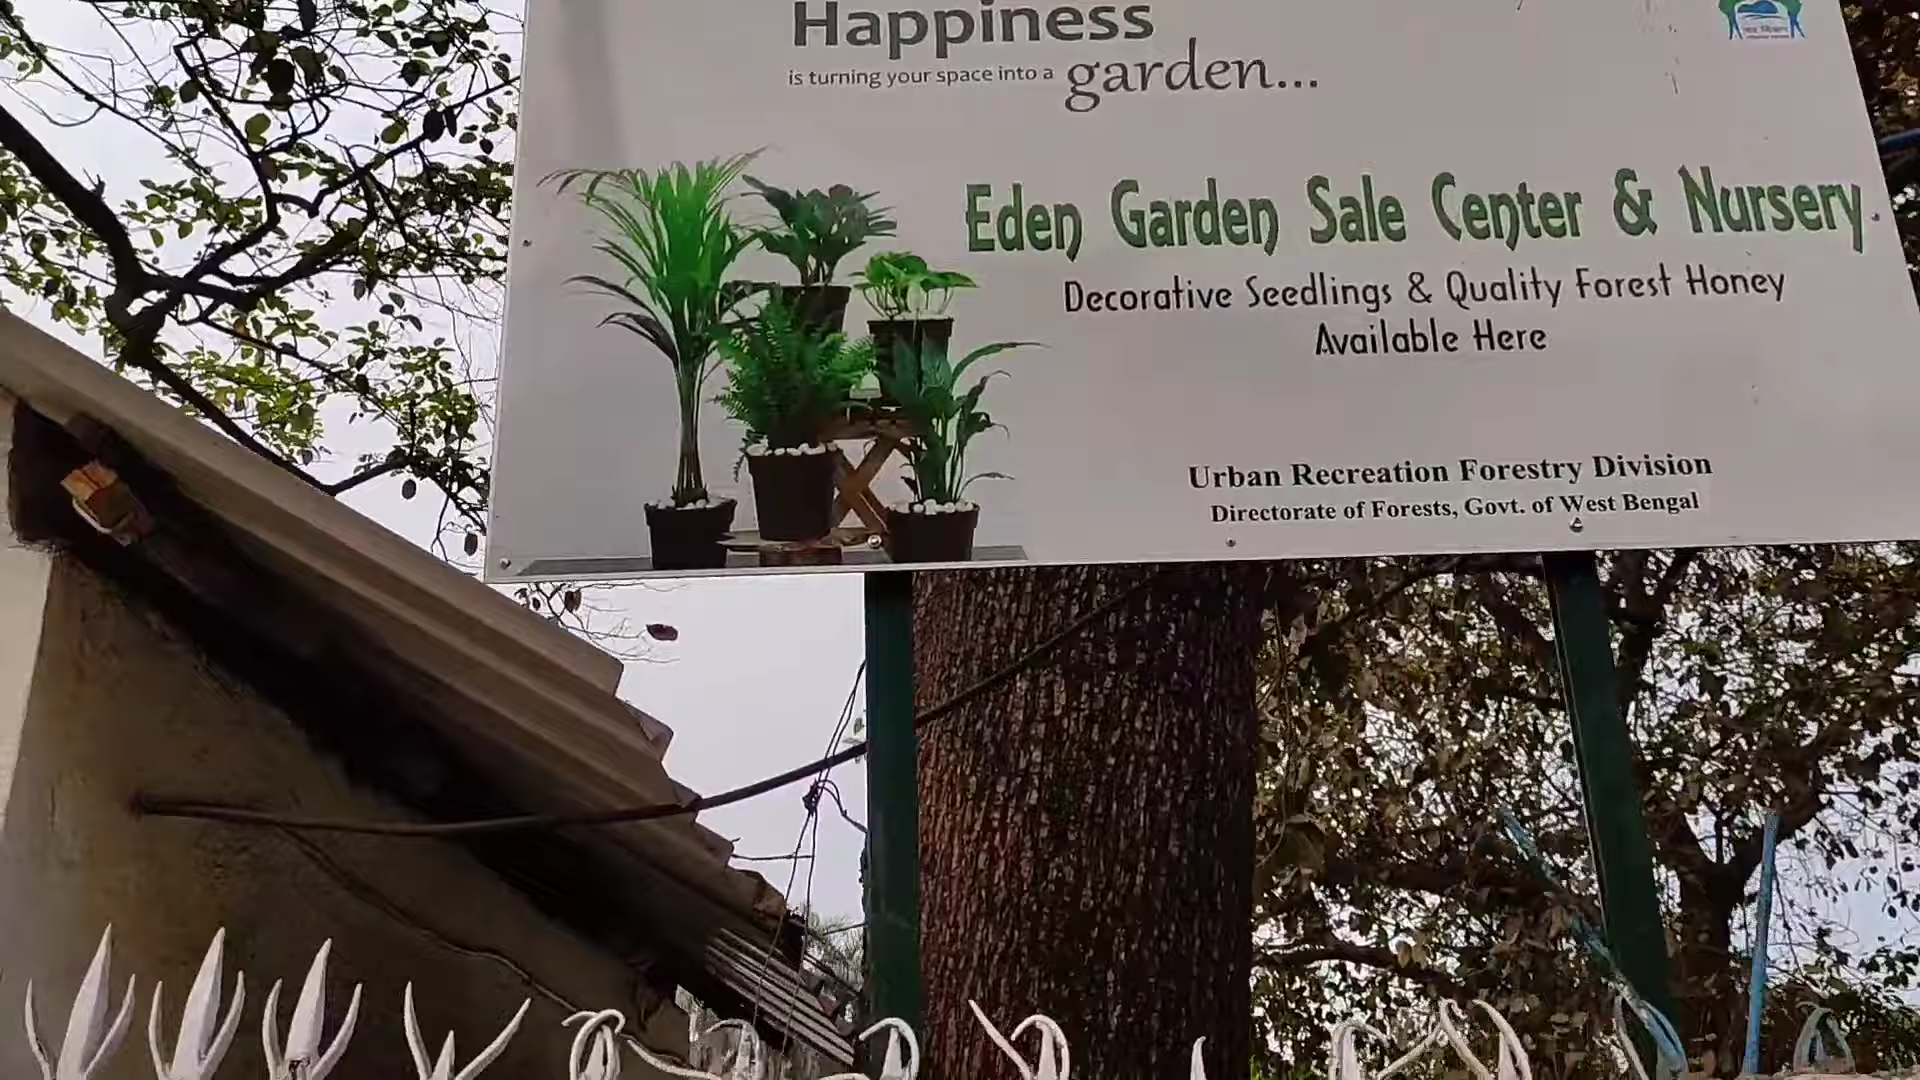 Happiness
is turning your space into a garden...
Eden Garden Sale Center & Nursery
Decorative Seedlings & Quality Forest Honey
Available Here
Urban Recreation Forestry Division
Directorate of Forests, Govt. of West Bengal